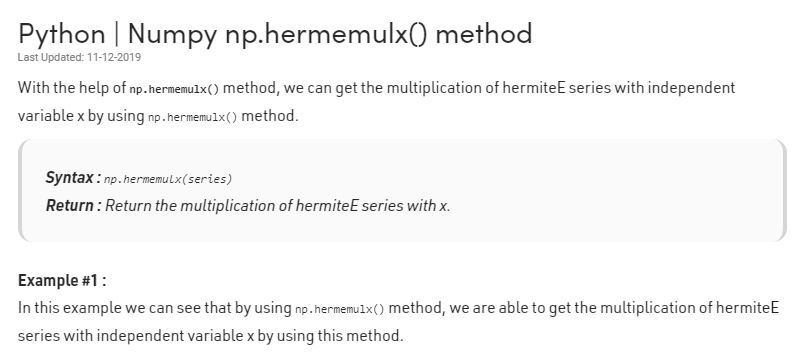 Python | Numpy np.hermemulx() method
Last Updated: 11-12-2019
With the help of np.hermemulx() method, we can get the multiplication of hermiteE series with independent
variable x by using np.hermemulx() method.
Syntax : np.hermemulx(series)
Return : Return the multiplication of hermiteE series with x.
Example #1 :
In this example we can see that by using np.hermemulx() method, we are able to get the multiplication of hermiteE
series with independent variable x by using this method.